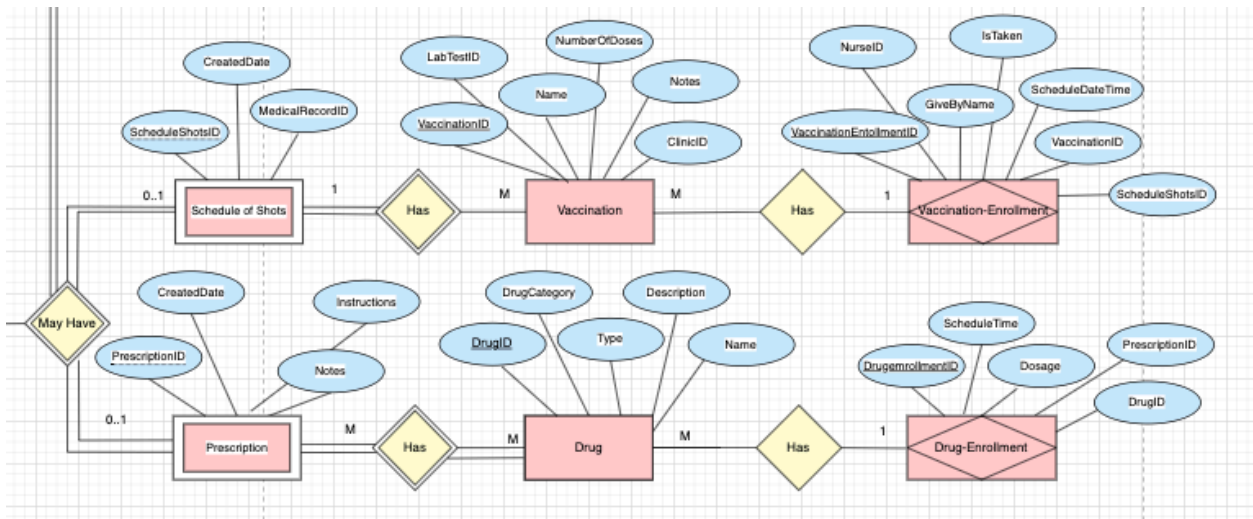 CreatedDate
ScheduleShotsID
MedicalRecordID
LabTestID
NumberOfDoses
Name
Notes
VaccinationID
ClinicID
NurseID
IsTaken
GiveByName
ScheduleDateTime
VaccinationEntollmentID
VaccinationID
ScheduleShotsID
0..1
Schedule of Shots
1
Has
M
Vaccination
M
Has
1
Vaccination-Enrollment
May Have
CreatedDate
Instructions
PrescriptionID
Notes
DrugCategory
Description
DrugID
Type
Name
ScheduleTime
DrugemrollmentID
Dosage
PrescriptionID
DrugID
0..1
Prescription
M
Has
M
Drug
M
Has
1
Drug-Enrollment